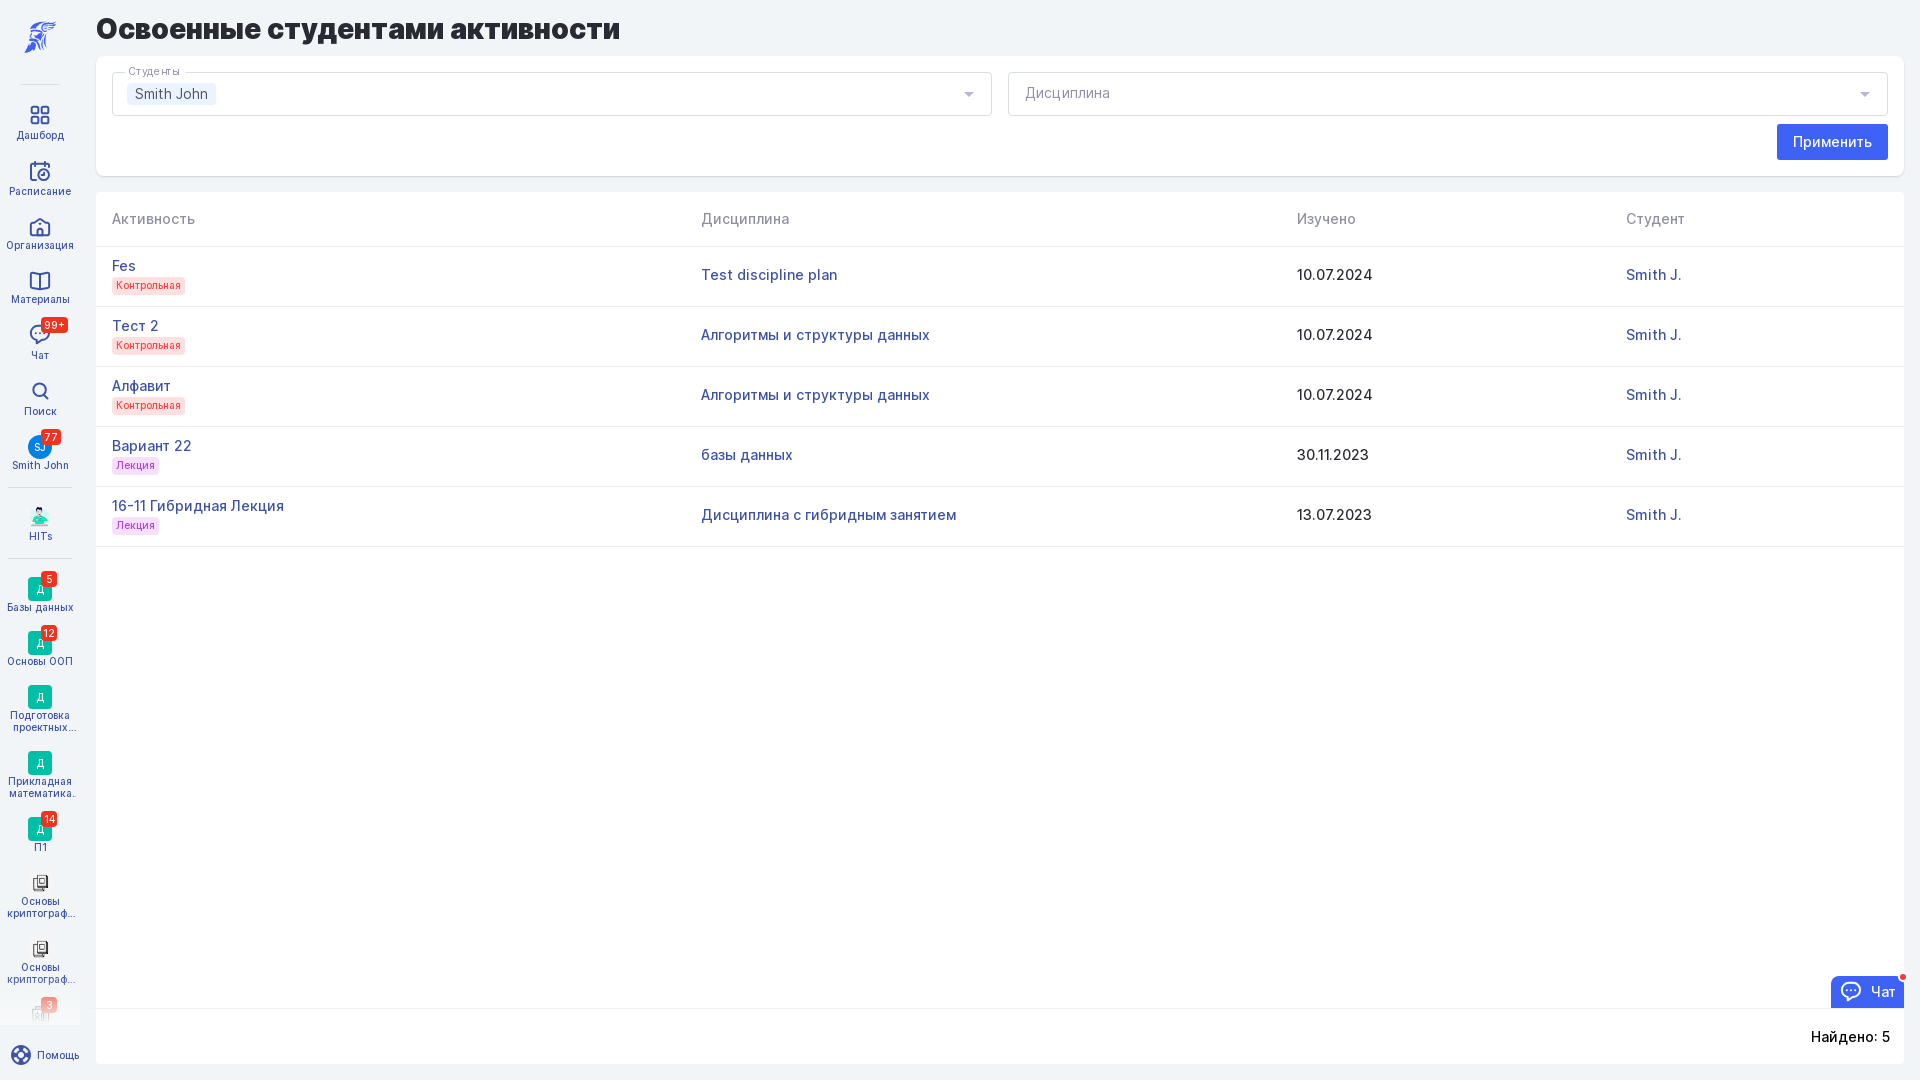 Освоенные студентами активности
Студенты
Smith John
Дисциплина
Применить
Активность
Дисциплина
Изучено
Студент
Fes
Контрольная
Test discipline plan
10.07.2024
Smith J.
Тест 2
Контрольная
Алгоритмы и структуры данных
10.07.2024
Smith J.
Алфавит
Контрольная
Алгоритмы и структуры данных
10.07.2024
Smith J.
Вариант 22
Лекция
базы данных
30.11.2023
Smith J.
16-11 Гибридная Лекция
Лекция
Дисциплина с гибридным занятием
13.07.2023
Smith J.
Чат
Найдено: 5
Дашборд
Расписание
Организация
Материалы
99+
Чат
Поиск
77
SJ
Smith John
HITs
5
Д
Базы данных
12
Д
Основы ООП
Д
Подготовка
проектных...
Д
Прикладная
математика.
14
Д
П1
Основы
криптограф...
Основы
криптограф...
3
Помощь